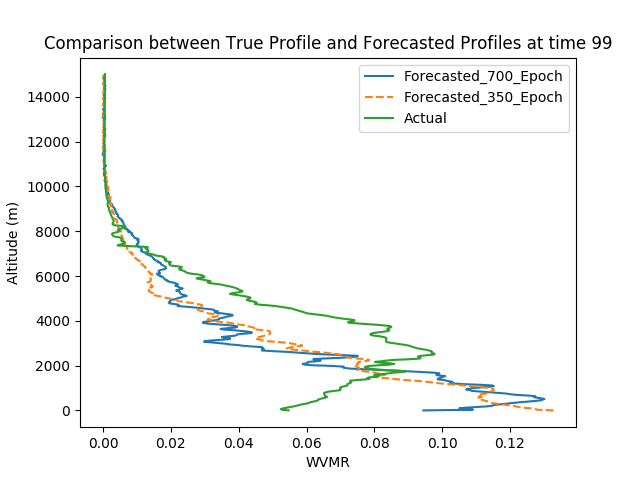 Comparison between True Profile and Forecasted Profiles at time 99
Forecasted_700_Epoch
Forecasted_350_Epoch
Actual
Altitude (m)
14000
12000
10000
8000
6000
4000
2000
0
0.00 0.02 0.04 0.06 0.08 0.10 0.12
WVMR